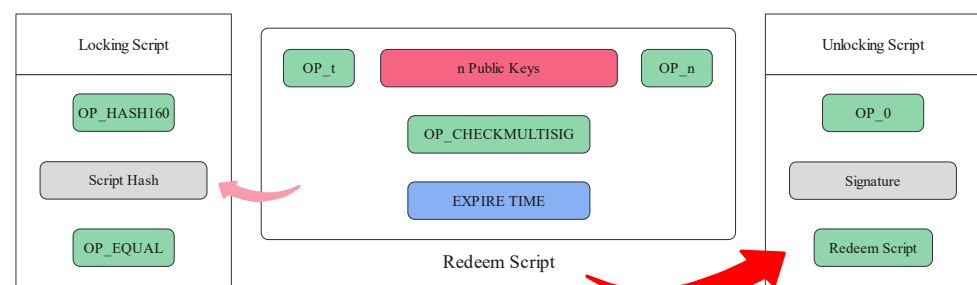 Locking Script
OP_HASH160
Script Hash
OP_EQUAL
OP_t
n Public Keys
OP_n
OP_CHECKMULTISIG
EXPIRE TIME
Redeem Script
Unlocking Script
OP_0
Signature
Redeem Script